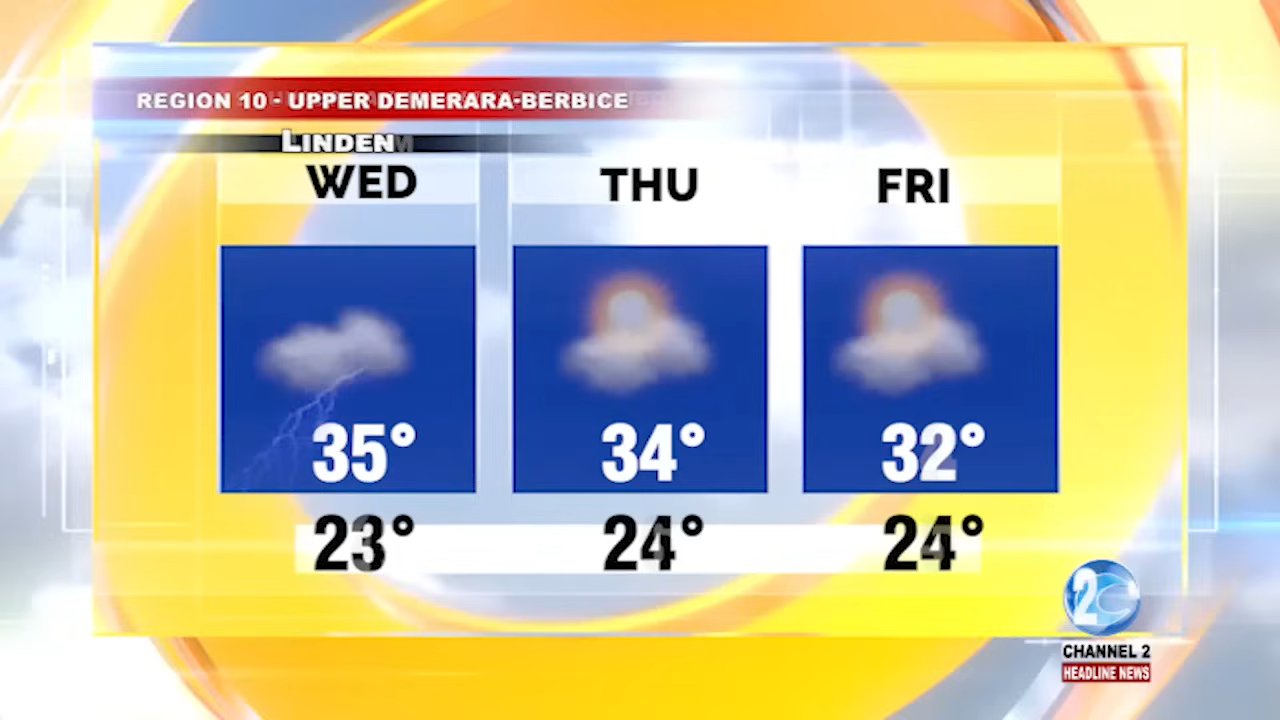 REGION 10 - UPPER DEMERARA-BERBICE
LINDEN
WED THU FRI
35° 34° 32°
23° 24° 24°
2
CHANNEL 2
HEADLINE NEWS